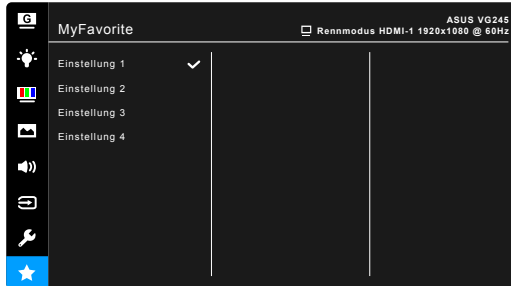 G
MyFavorite
ASUS VG245
Rennmodus HDMI-1 1920x1080 @ 60Hz
Einstellung 1
Einstellung 2
Einstellung 3
Einstellung 4